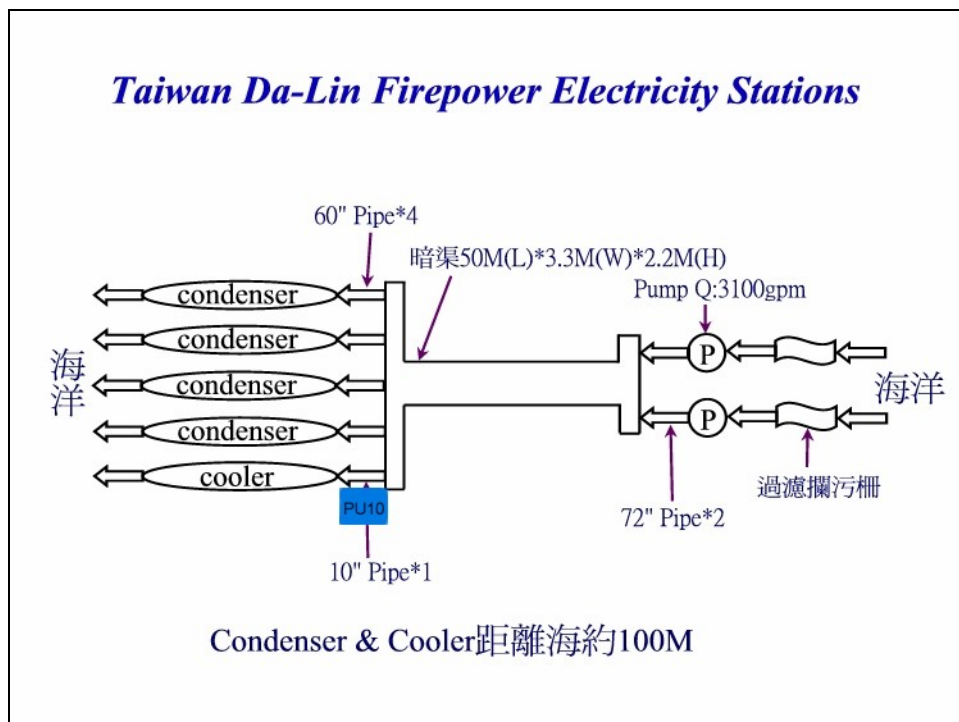 Taiwan Da-Lin Firepower Electricity Stations
60" Pipe*4
暗渠50M(L)*3.3M(W)*2.2M(H)
Pump Q:3100gpm
condenser
condenser
condenser
condenser
cooler
海洋
P
P
海洋
過濾攔污柵
PU10
72" Pipe*2
10" Pipe*1
Condenser & Cooler距離海約100M